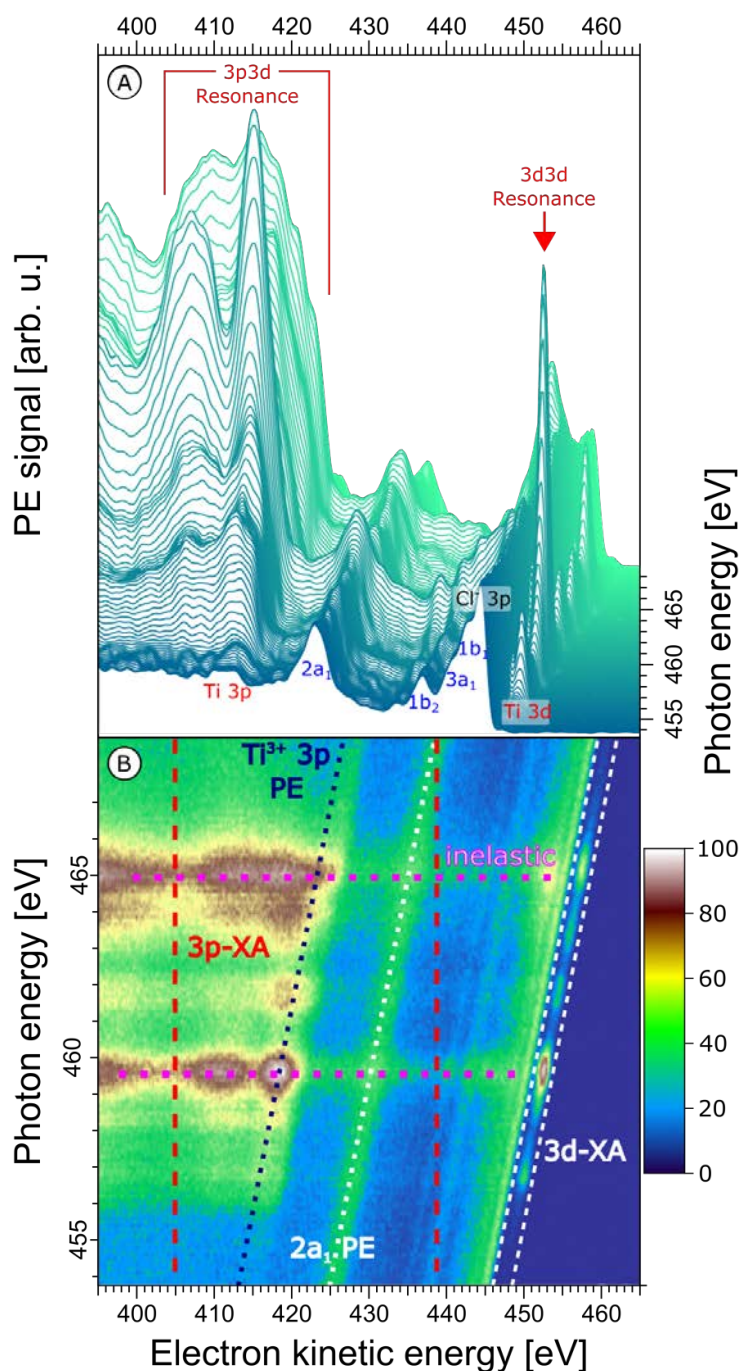 400 410 420 430 440 450 460
A
3p3d
Resonance
3d3d
Resonance
PE signal [arb. u.]
Cl⁻ 3p
1b₁
3a₁
1b₂
2a₁
Ti 3p
Ti 3d
465
460
455
Photon energy [eV]
B
Ti³⁺ 3p
PE
inelastic
3p-XA
3d-XA
2a₁ PE
465
460
455
Photon energy [eV]
100
80
60
40
20
0
400 410 420 430 440 450 460
Electron kinetic energy [eV]